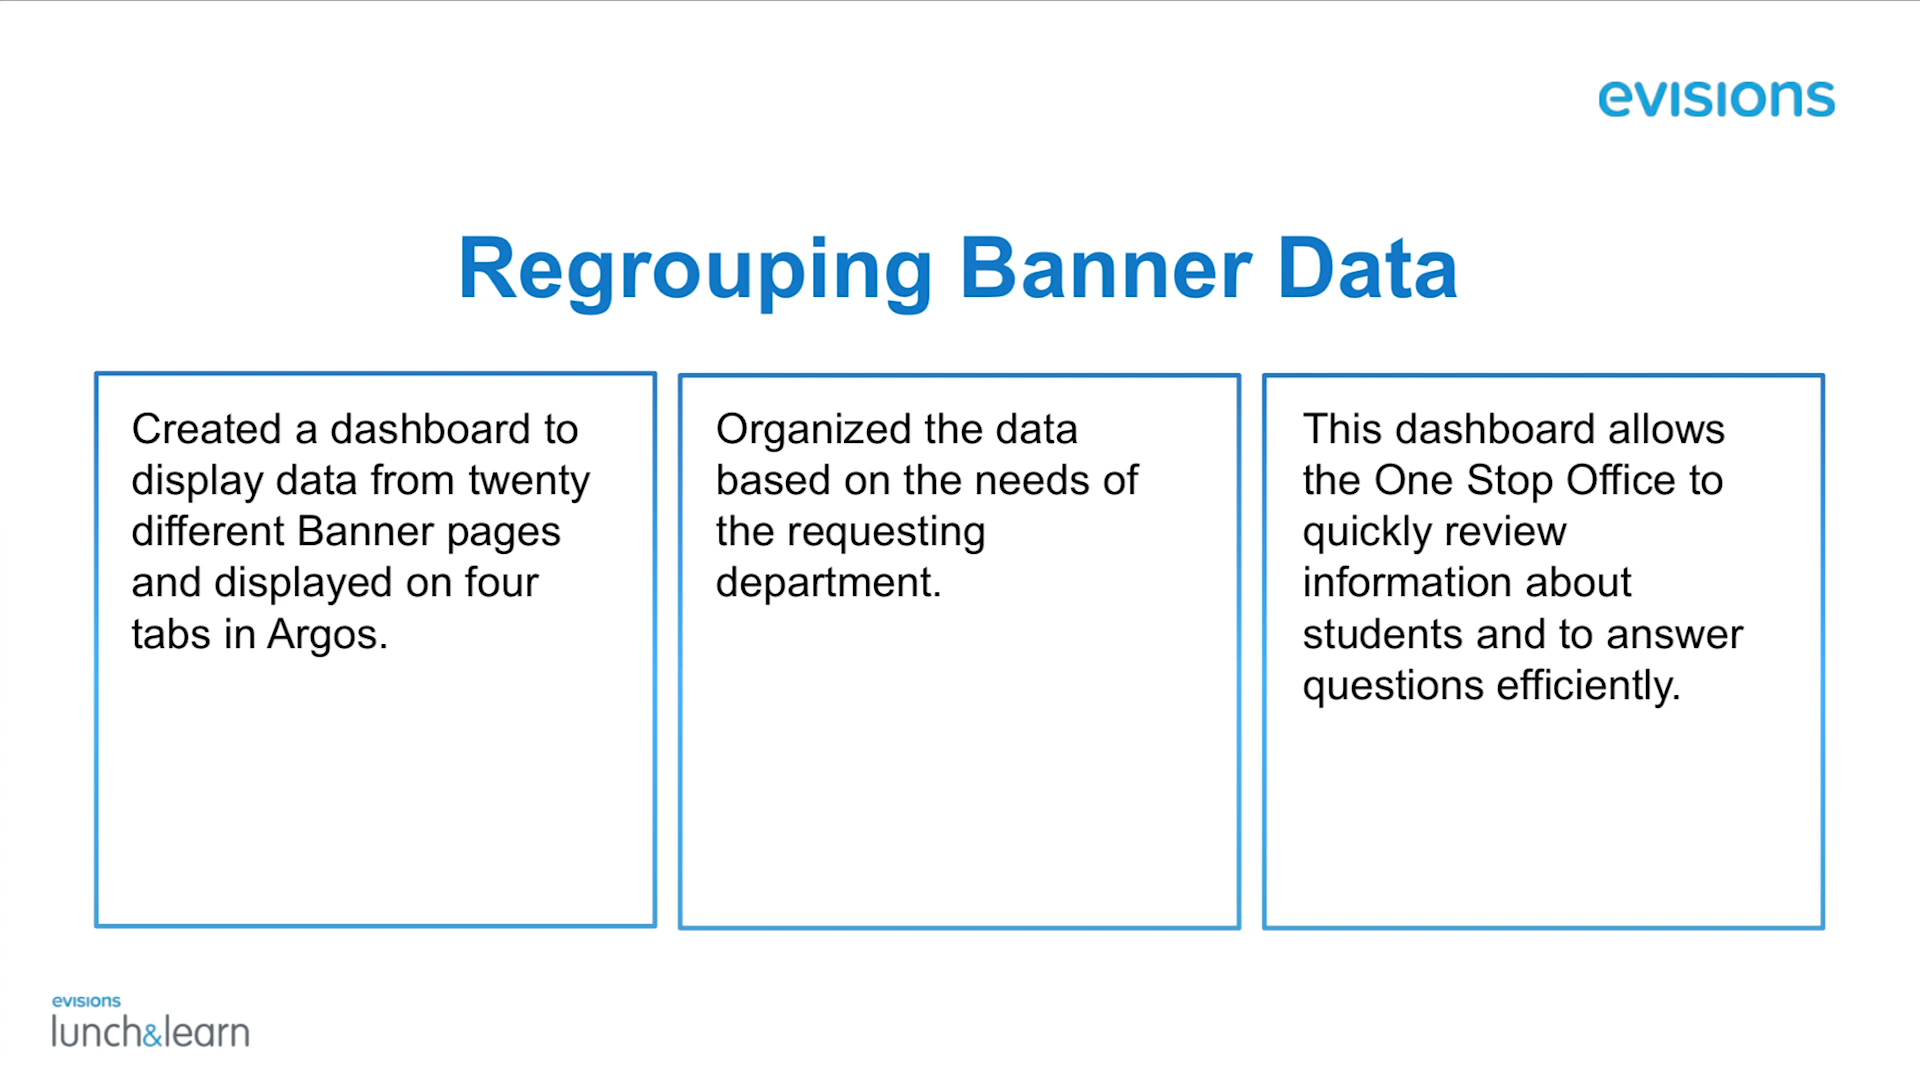 evisions
Regrouping Banner Data
Created a dashboard to
display data from twenty
different Banner pages
and displayed on four
tabs in Argos.
Organized the data
based on the needs of
the requesting
department.
This dashboard allows
the One Stop Office to
quickly review
information about
students and to answer
questions efficiently.
evisions
lunch&learn